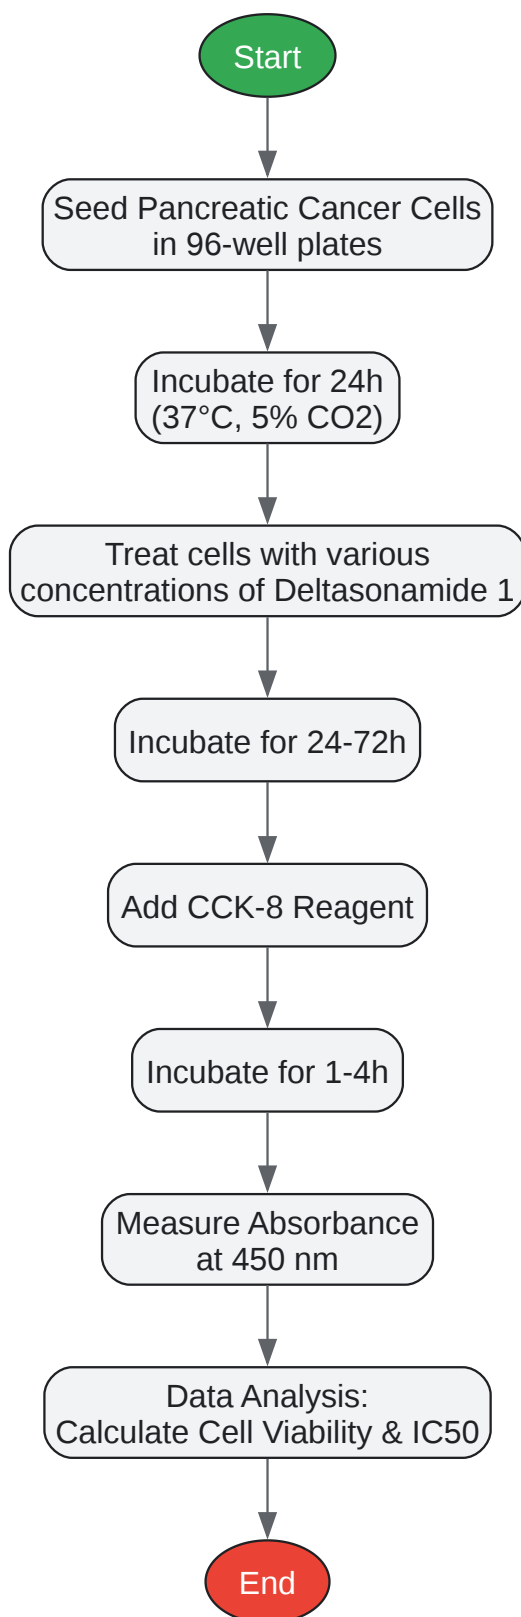 Start
Seed Pancreatic Cancer Cells
in 96-well plates
Incubate for 24h
(37°C, 5% CO2)
Treat cells with various
concentrations of Deltasonamide 1
Incubate for 24-72h
Add CCK-8 Reagent
Incubate for 1-4h
Measure Absorbance
at 450 nm
Data Analysis:
Calculate Cell Viability & IC50
End